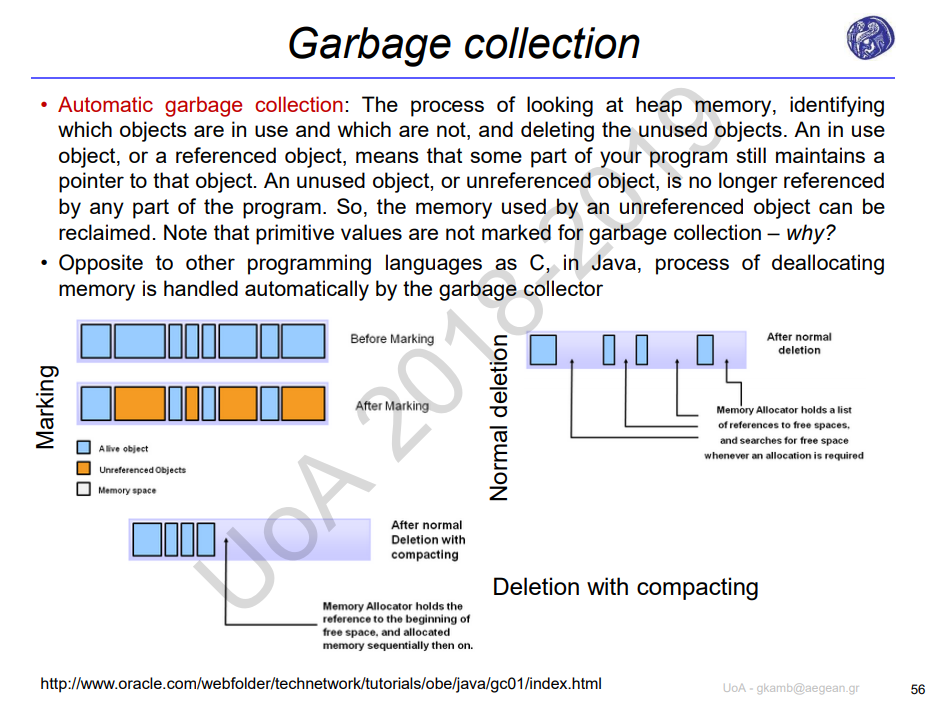 Garbage collection
• Automatic garbage collection: The process of looking at heap memory, identifying
which objects are in use and which are not, and deleting the unused objects. An in use
object, or a referenced object, means that some part of your program still maintains a
pointer to that object. An unused object, or unreferenced object, is no longer referenced
by any part of the program. So, the memory used by an unreferenced object can be
reclaimed. Note that primitive values are not marked for garbage collection – why?
• Opposite to other programming languages as C, in Java, process of deallocating
memory is handled automatically by the garbage collector
UoA 2018-2019
Marking
Before Marking
After Marking
Alive object
Unreferenced Objects
Memory space
Normal deletion
After normal
deletion
Memory Allocator holds a list
of references to free spaces,
and searches for free space
whenever an allocation is required
After normal
Deletion with
compacting
Memory Allocator holds the
reference to the beginning of
free space, and allocated
memory sequentially then on.
Deletion with compacting
http://www.oracle.com/webfolder/technetwork/tutorials/obe/java/gc01/index.html
UoA - gkamb@aegean.gr
56